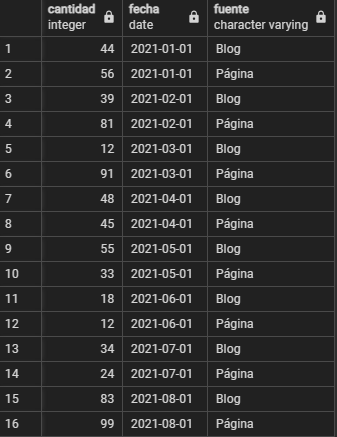 cantidad fecha fuente
integer date character varying
1 44 2021-01-01 Blog
2 56 2021-01-01 Página
3 39 2021-02-01 Blog
4 81 2021-02-01 Página
5 12 2021-03-01 Blog
6 91 2021-03-01 Página
7 48 2021-04-01 Blog
8 45 2021-04-01 Página
9 55 2021-05-01 Blog
10 33 2021-05-01 Página
11 18 2021-06-01 Blog
12 12 2021-06-01 Página
13 34 2021-07-01 Blog
14 24 2021-07-01 Página
15 83 2021-08-01 Blog
16 99 2021-08-01 Página